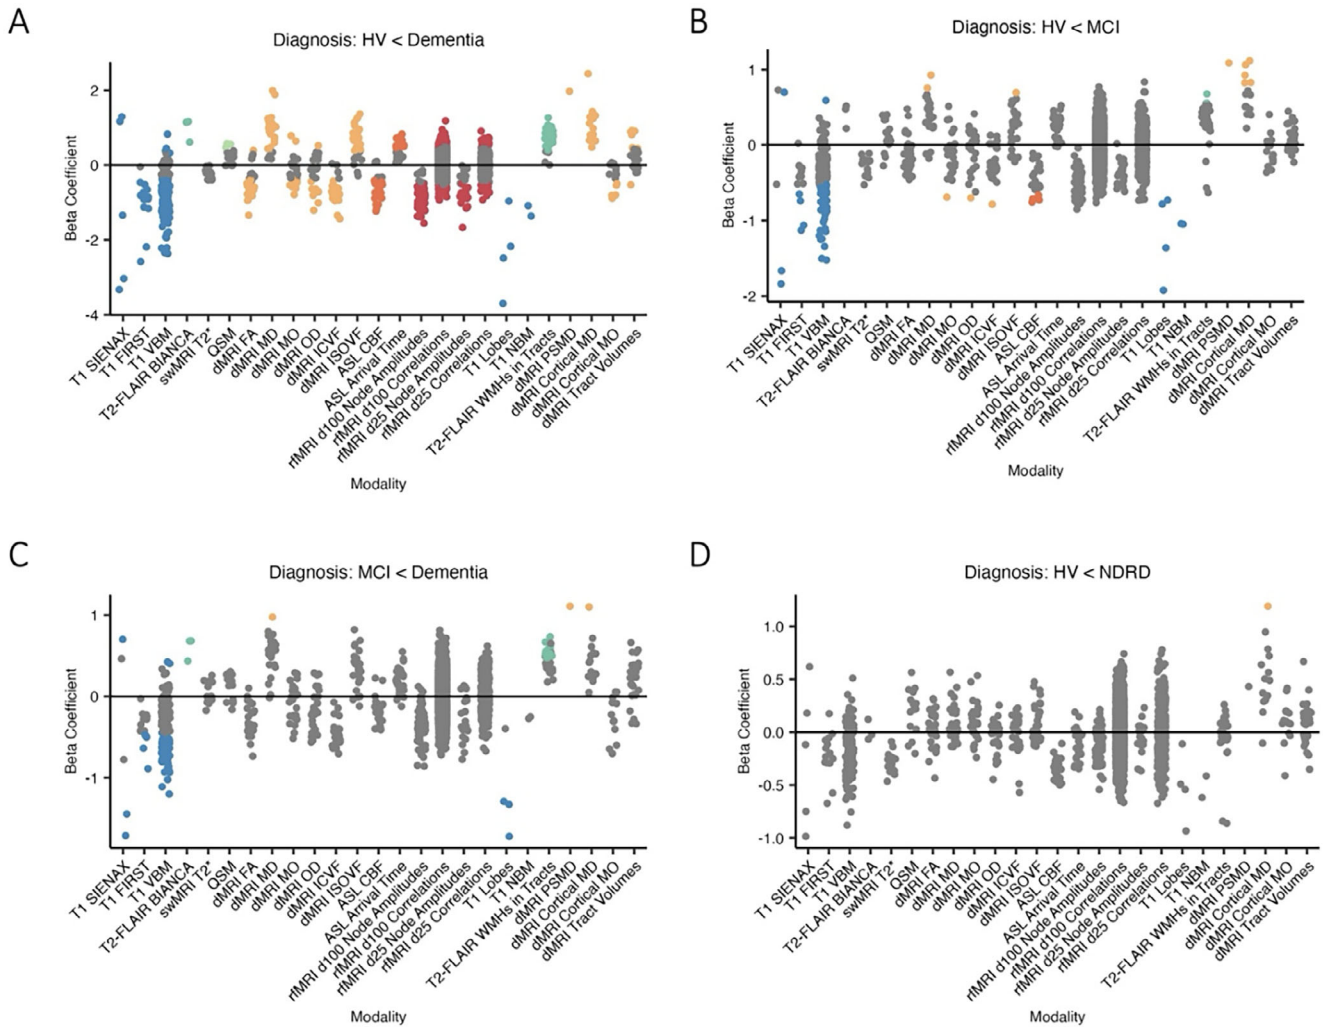 A
Diagnosis: HV < Dementia
Beta Coefficient
2
0
-2
-4
T1 SIENAX
T1 FIRST
T1 VBM
T2-FLAIR BIANCA
swMRI T2*
QSM
dMRI FA
dMRI MD
dMRI MO
dMRI OD
dMRI ICVF
dMRI ISOVF
ASL CBF
ASL Arrival Time
rfMRI d100 Node Amplitudes
rfMRI d100 Correlations
rfMRI d25 Node Amplitudes
rfMRI d25 Correlations
T1 Lobes
T1 NBM
T2-FLAIR WMHs in Tracts
dMRI PSMD
dMRI Cortical MD
dMRI Cortical MO
dMRI Tract Volumes
Modality
B
Diagnosis: HV < MCI
Beta Coefficient
1
0
-1
-2
T1 SIENAX
T1 FIRST
T1 VBM
T2-FLAIR BIANCA
swMRI T2*
QSM
dMRI FA
dMRI MD
dMRI MO
dMRI OD
dMRI ICVF
dMRI ISOVF
ASL CBF
ASL Arrival Time
rfMRI d100 Node Amplitudes
rfMRI d100 Correlations
rfMRI d25 Node Amplitudes
rfMRI d25 Correlations
T1 Lobes
T1 NBM
T2-FLAIR WMHs in Tracts
dMRI PSMD
dMRI Cortical MD
dMRI Cortical MO
dMRI Tract Volumes
Modality
C
Diagnosis: MCI < Dementia
Beta Coefficient
1
0
-1
T1 SIENAX
T1 FIRST
T1 VBM
T2-FLAIR BIANCA
swMRI T2*
QSM
dMRI FA
dMRI MD
dMRI MO
dMRI OD
dMRI ICVF
dMRI ISOVF
ASL CBF
ASL Arrival Time
rfMRI d100 Node Amplitudes
rfMRI d100 Correlations
rfMRI d25 Node Amplitudes
rfMRI d25 Correlations
T1 Lobes
T1 NBM
T2-FLAIR WMHs in Tracts
dMRI PSMD
dMRI Cortical MD
dMRI Cortical MO
dMRI Tract Volumes
Modality
D
Diagnosis: HV < NDRD
Beta Coefficient
1.0
0.5
0.0
-0.5
-1.0
T1 SIENAX
T1 FIRST
T1 VBM
T2-FLAIR BIANCA
swMRI T2*
QSM
dMRI FA
dMRI MD
dMRI MO
dMRI OD
dMRI ICVF
dMRI ISOVF
ASL CBF
ASL Arrival Time
rfMRI d100 Node Amplitudes
rfMRI d100 Correlations
rfMRI d25 Node Amplitudes
rfMRI d25 Correlations
T1 Lobes
T1 NBM
T2-FLAIR WMHs in Tracts
dMRI PSMD
dMRI Cortical MD
dMRI Cortical MO
dMRI Tract Volumes
Modality